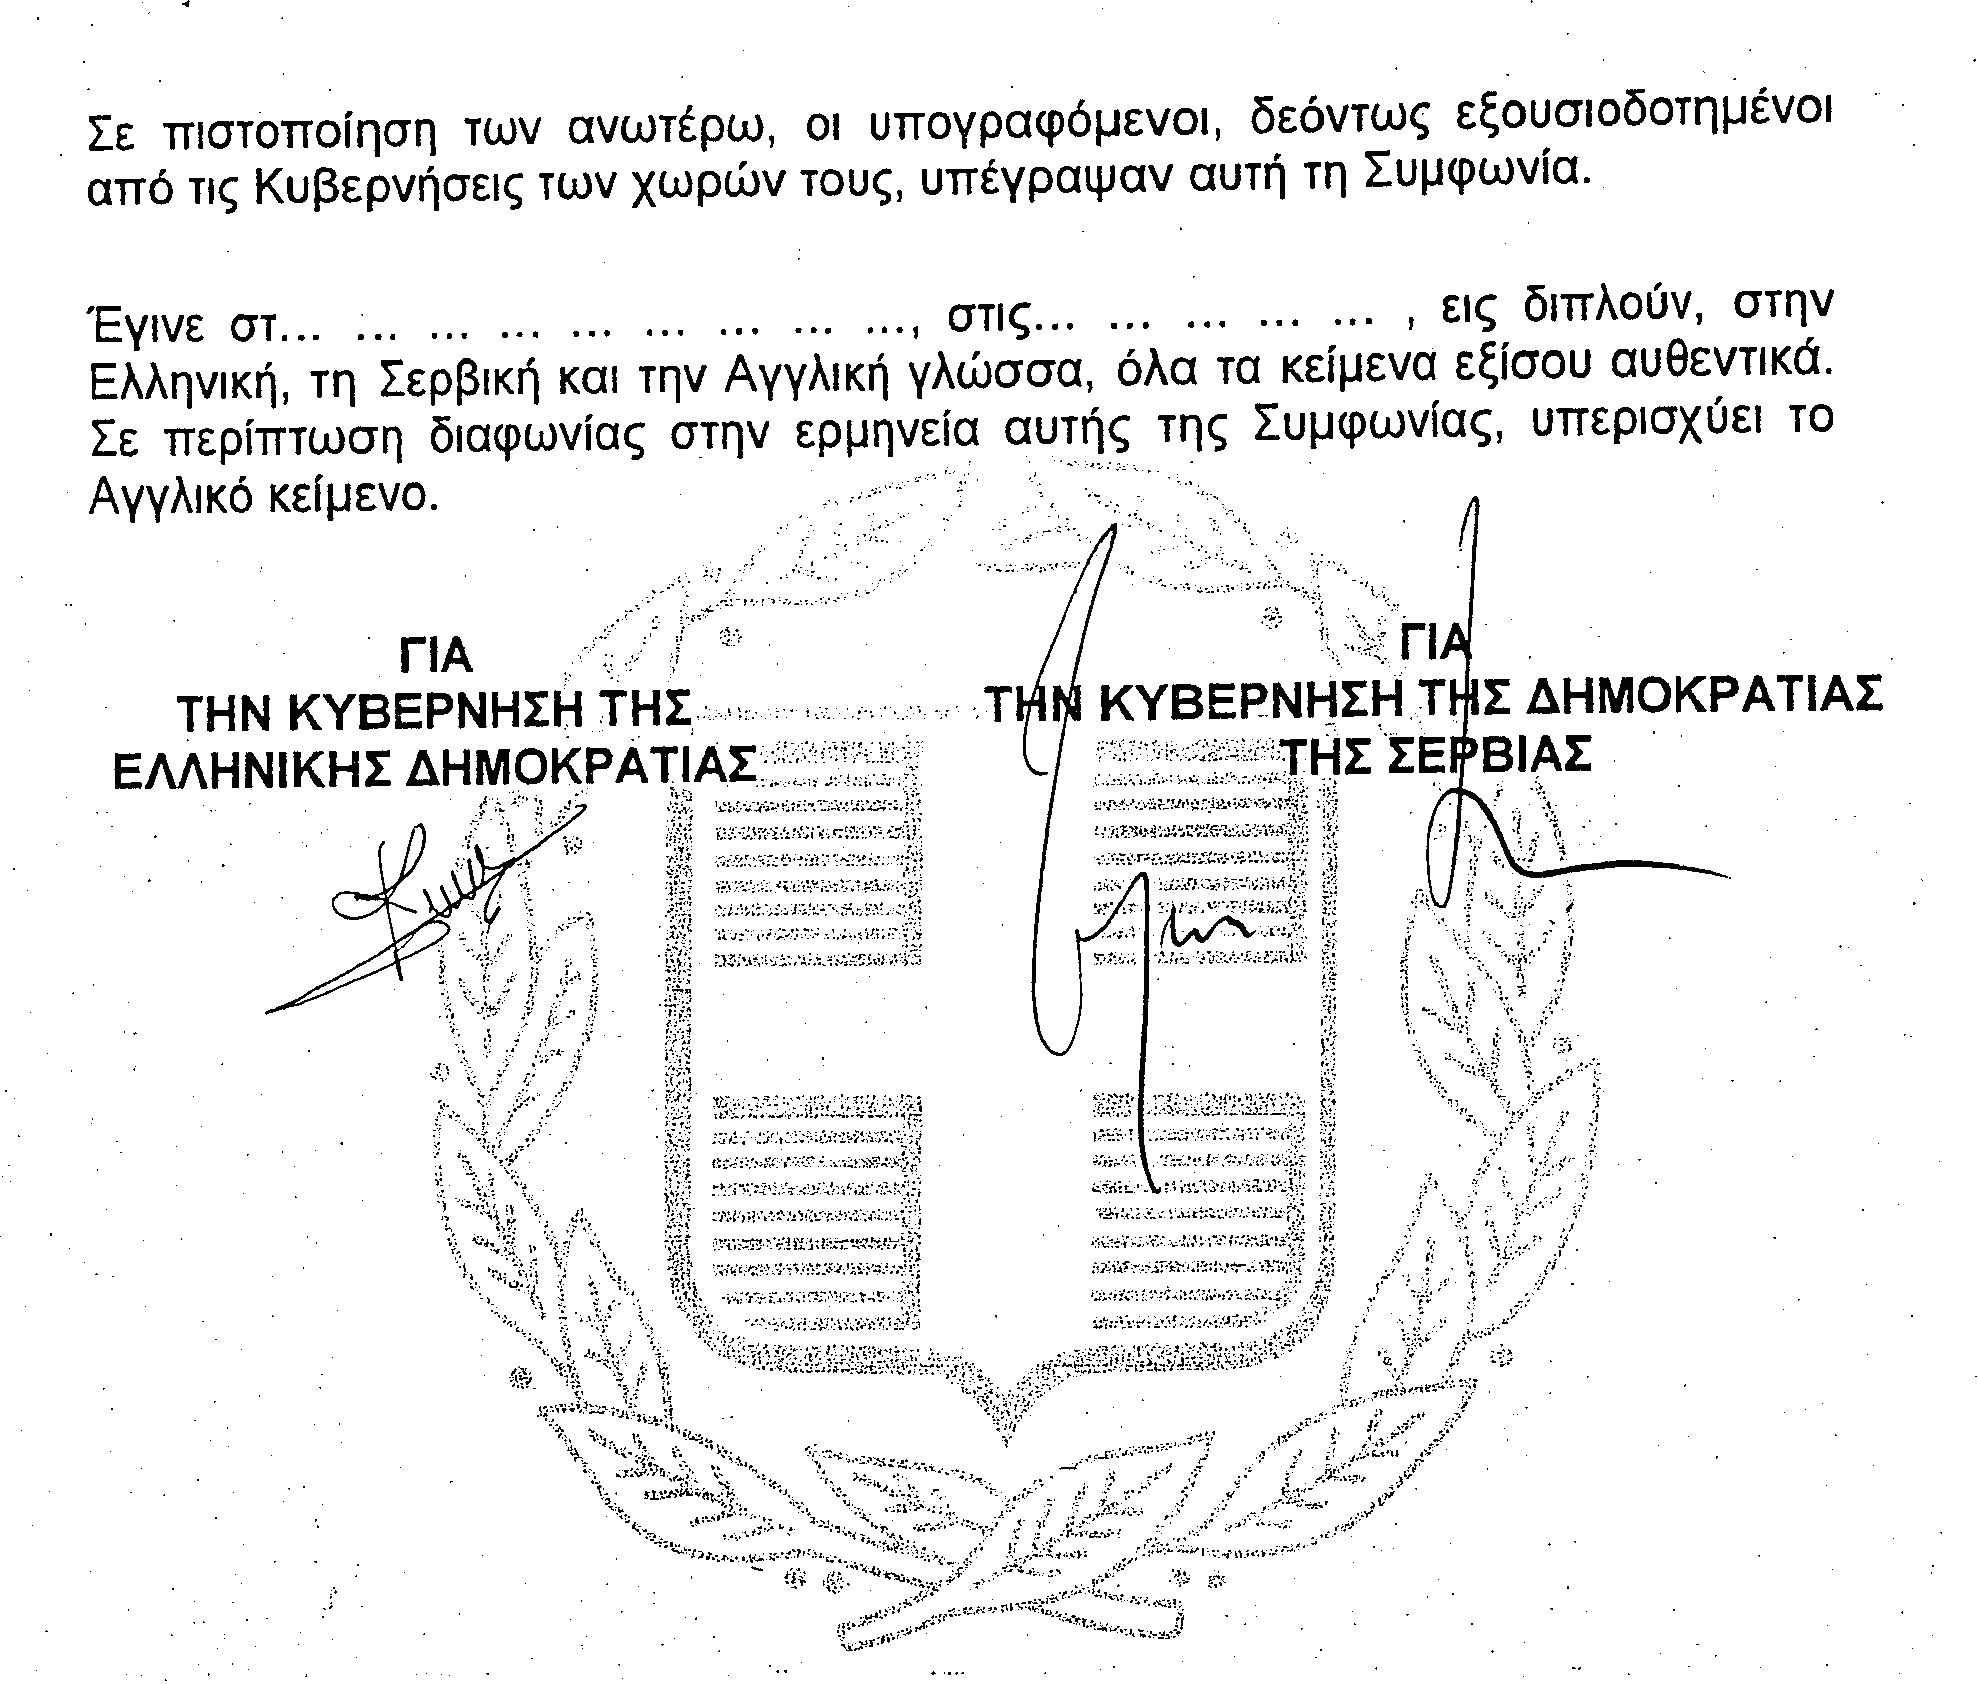 Σε πιστοποίηση των ανωτέρω, οι υπογραφόμενοι, δεόντως εξουσιοδοτημένοι
από τις Κυβερνήσεις των χωρών τους, υπέγραψαν αυτή τη Συμφωνία.
Έγινε στ... ... ... ... ... ... ... ... ..., στις... ... ... ... ... , εις διπλούν, στην
Ελληνική, τη Σερβική και την Αγγλική γλώσσα, όλα τα κείμενα εξίσου αυθεντικά.
Σε περίπτωση διαφωνίας στην ερμηνεία αυτής της Συμφωνίας, υπερισχύει το
Αγγλικό κείμενο.
ΓΙΑ
ΤΗΝ ΚΥΒΕΡΝΗΣΗ ΤΗΣ
ΕΛΛΗΝΙΚΗΣ ΔΗΜΟΚΡΑΤΙΑΣ
ΓΙΑ
ΤΗΝ ΚΥΒΕΡΝΗΣΗ ΤΗΣ ΔΗΜΟΚΡΑΤΙΑΣ
ΤΗΣ ΣΕΡΒΙΑΣ